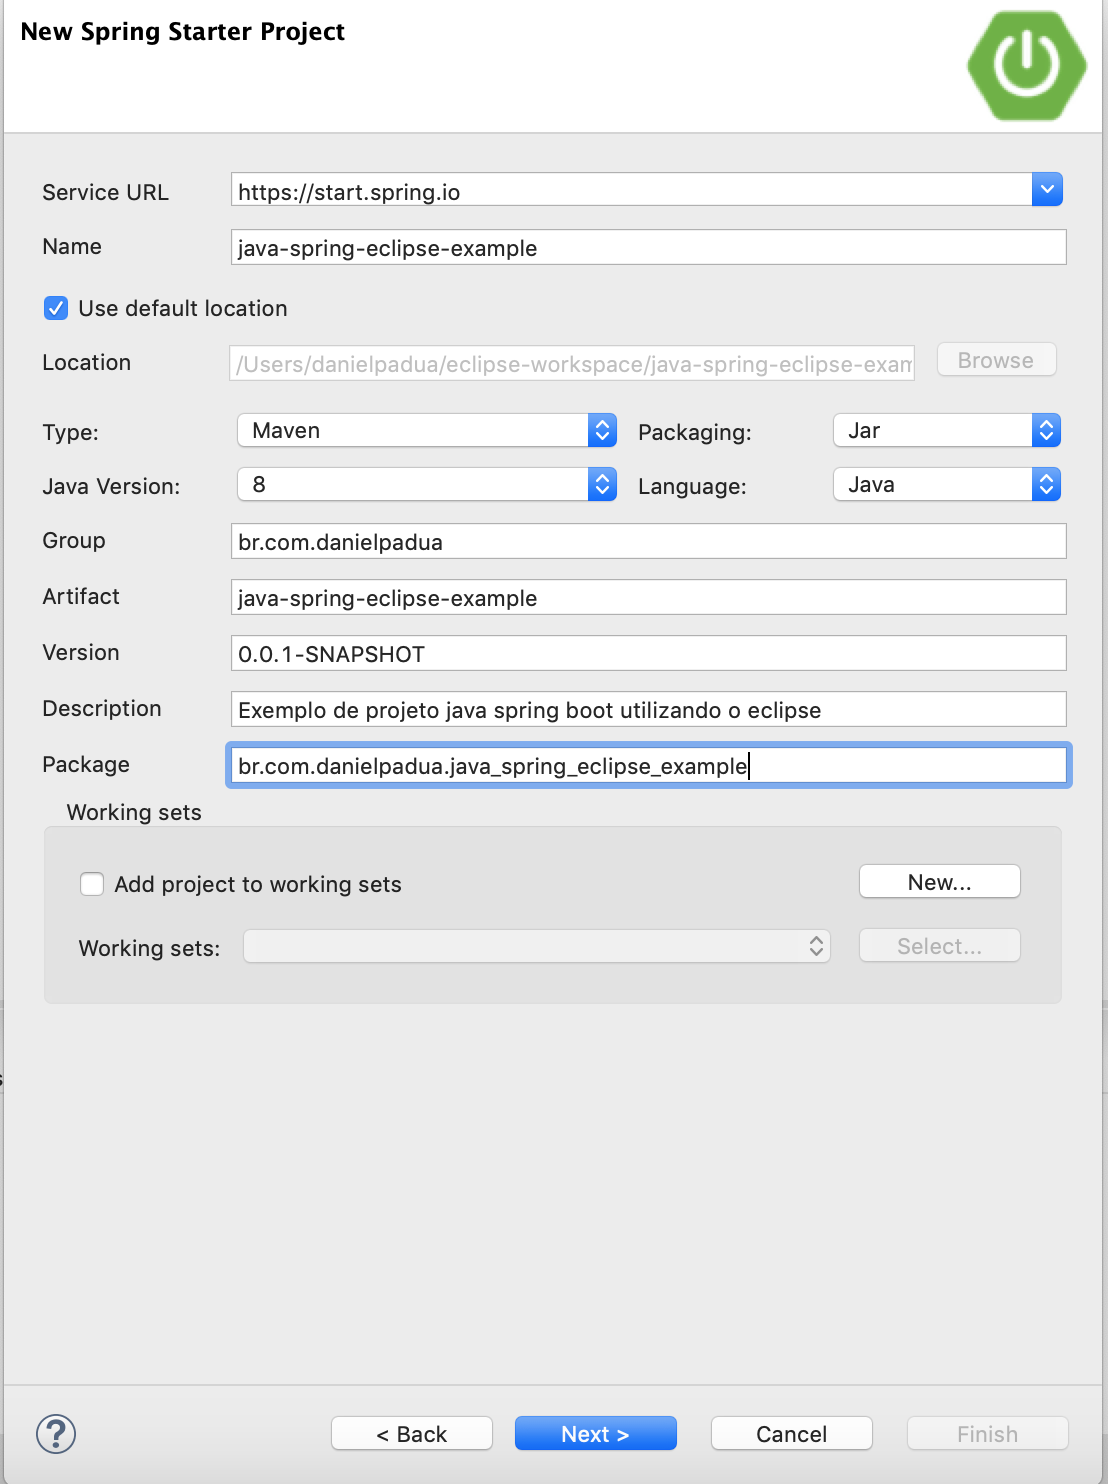 New Spring Starter Project
Service URL https://start.spring.io
Name java-spring-eclipse-example
Use default location
Location /Users/danielpadua/eclipse-workspace/java-spring-eclipse-exam Browse
Type: Maven Packaging: Jar
Java Version: 8 Language: Java
Group br.com.danielpadua
Artifact java-spring-eclipse-example
Version 0.0.1-SNAPSHOT
Description Exemplo de projeto java spring boot utilizando o eclipse
Package br.com.danielpadua.java_spring_eclipse_example
Working sets
Add project to working sets New...
Working sets: Select...
? < Back Next > Cancel Finish